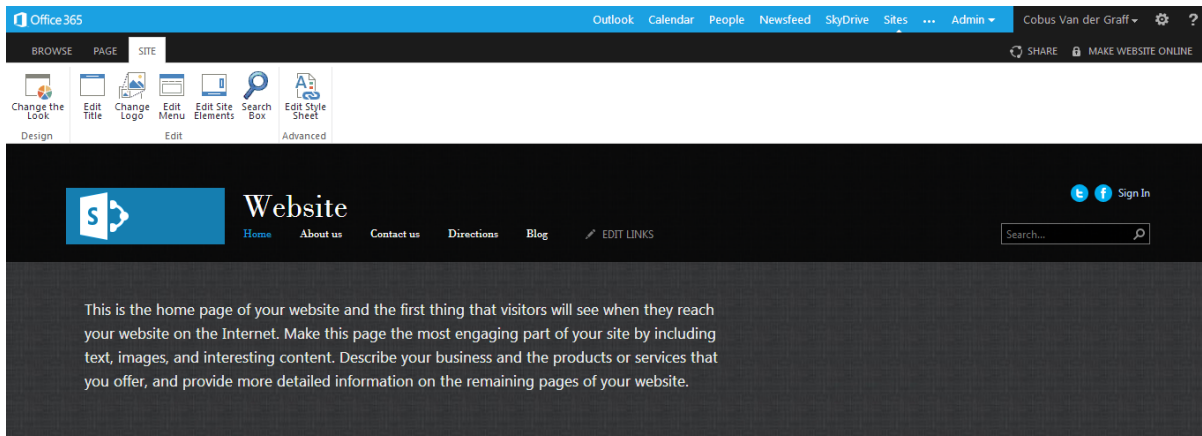 Office 365 Outlook Calendar People Newsfeed SkyDrive Sites ... Admin Cobus Van der Graff ?
BROWSE PAGE SITE SHARE MAKE WEBSITE ONLINE
Change the Look
Edit Title
Change Logo
Edit Menu
Edit Site Elements
Search Box
Edit Style Sheet
Design Edit Advanced
S
Website
Sign In
Home About us Contact us Directions Blog EDIT LINKS
Search...
This is the home page of your website and the first thing that visitors will see when they reach
your website on the Internet. Make this page the most engaging part of your site by including
text, images, and interesting content. Describe your business and the products or services that
you offer, and provide more detailed information on the remaining pages of your website.